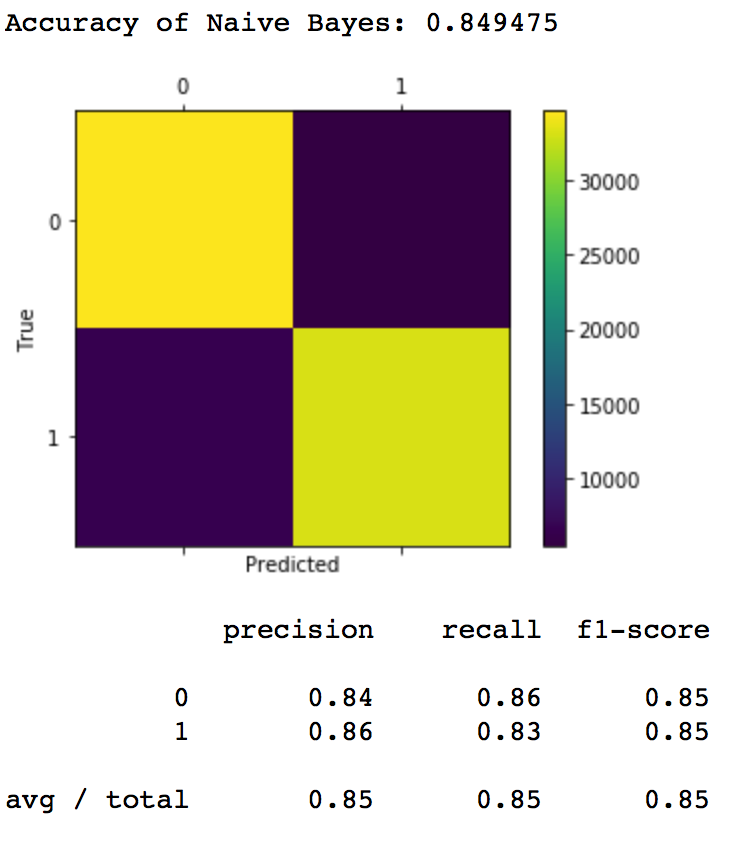 Accuracy of Naive Bayes: 0.849475
0 1
0
1
True
Predicted
30000
25000
20000
15000
10000
precision recall f1-score
0 0.84 0.86 0.85
1 0.86 0.83 0.85
avg / total 0.85 0.85 0.85